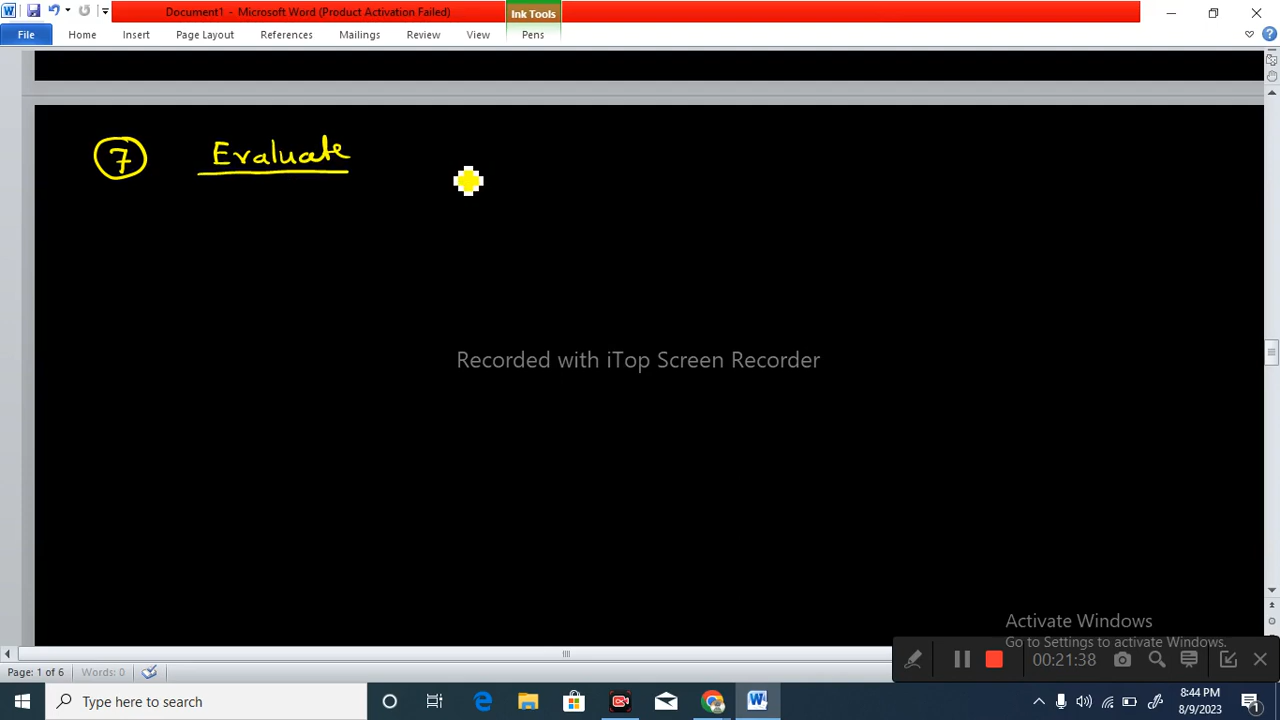 Document1 - Microsoft Word (Product Activation Failed)
Ink Tools
File Home Insert Page Layout References Mailings Review View Pens
7 Evaluate
Recorded with iTop Screen Recorder
Activate Windows
Go to Settings to activate Windows.
00:21:38
Page: 1 of 6 Words: 0
Type here to search
8:44 PM
8/9/2023
1